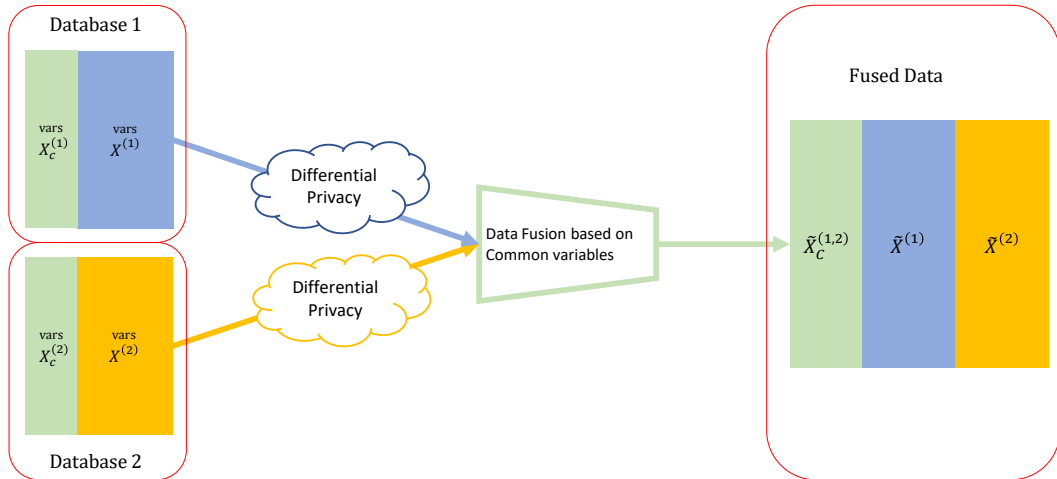 Database 1
vars
X_c^{(1)}
vars
X^{(1)}
Differential
Privacy
Data Fusion based on
Common variables
Differential
Privacy
vars
X_c^{(2)}
vars
X^{(2)}
Database 2
Fused Data
X̃_C^{(1,2)}
X̃^{(1)}
X̃^{(2)}